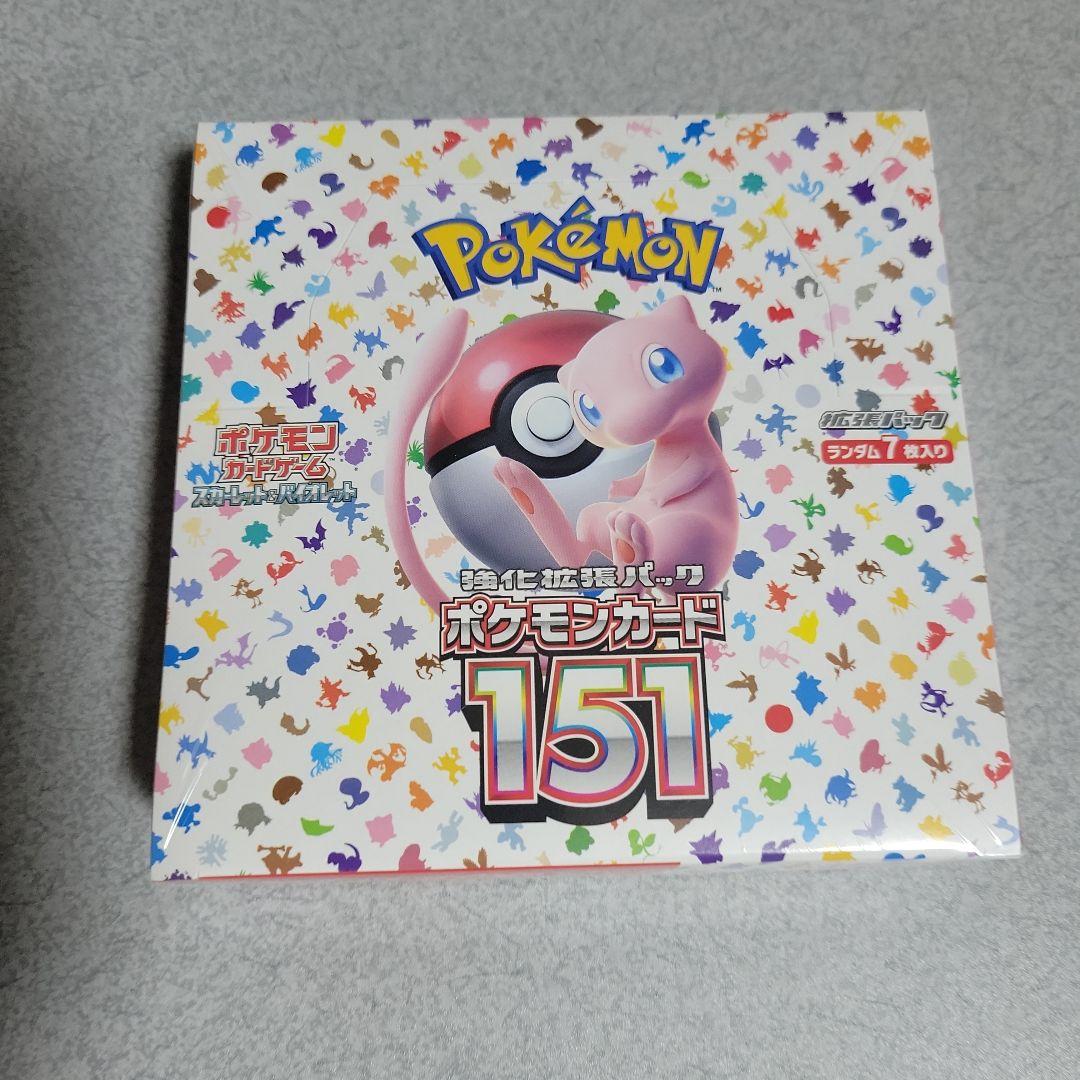 POKéMON
TM
ポケモン
カードゲーム
スカーレット&バイオレット
拡張パック
ランダム7枚入り
強化拡張パック
ポケモンカード
151